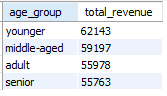 age_group total_revenue
younger 62143
middle-aged 59197
adult 55978
senior 55763